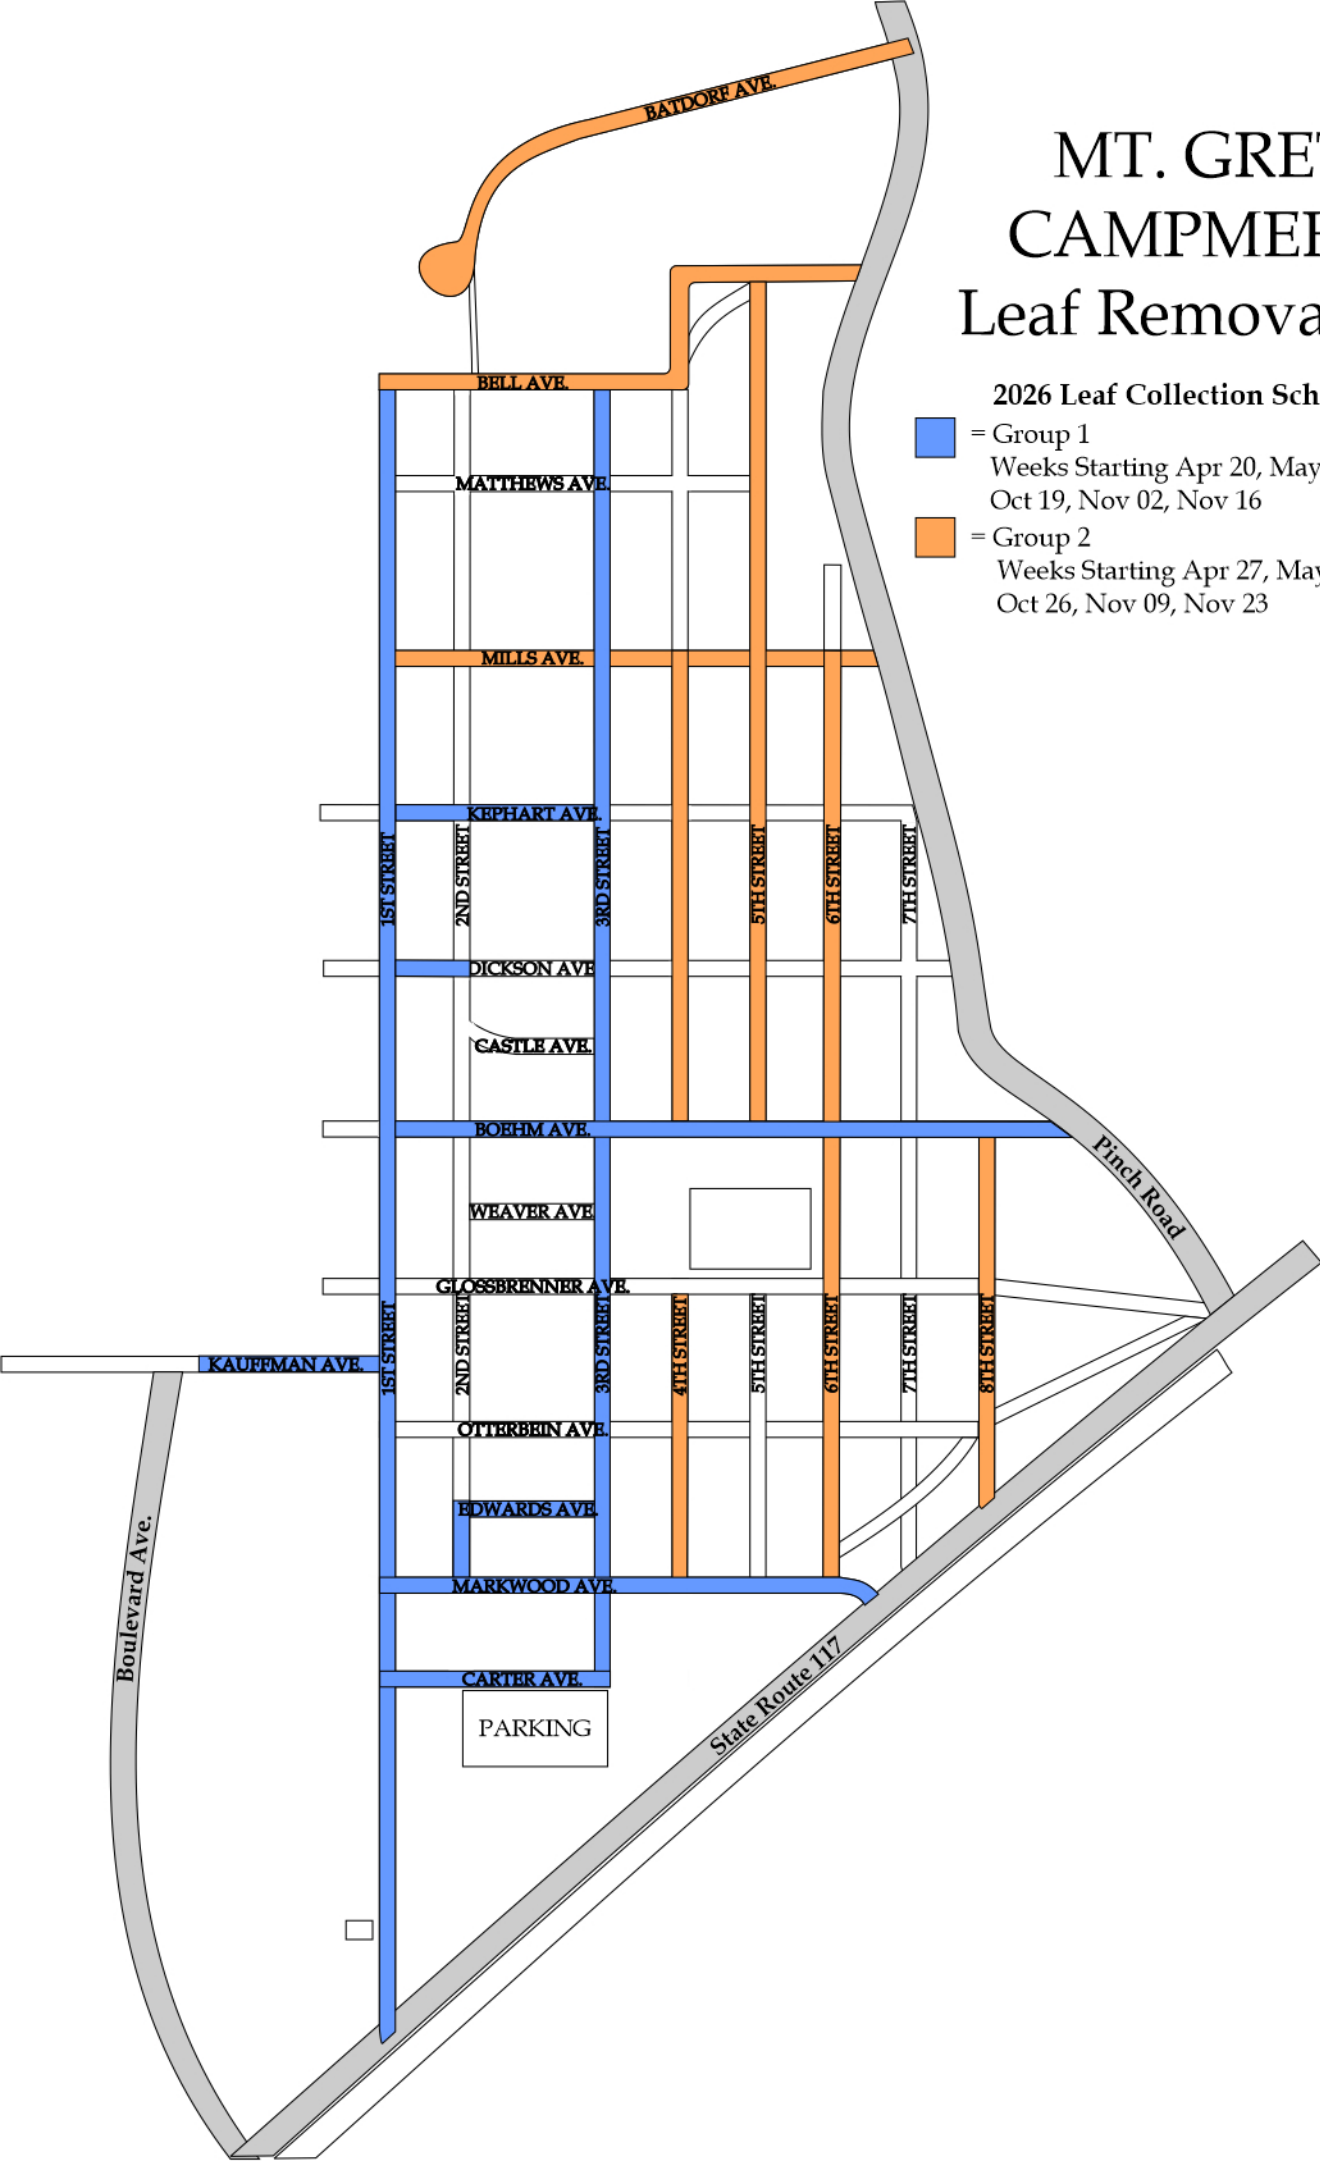 BATDORF AVE.
MT. GRE
CAMPMEE
Leaf Remova
2026 Leaf Collection Sch
= Group 1
Weeks Starting Apr 20, May
Oct 19, Nov 02, Nov 16
= Group 2
Weeks Starting Apr 27, May
Oct 26, Nov 09, Nov 23
BELL AVE.
MATTHEWS AVE.
MILLS AVE.
KEPHART AVE.
1ST STREET
2ND STREET
3RD STREET
5TH STREET
6TH STREET
7TH STREET
DICKSON AVE
CASTLE AVE.
BOEHM AVE.
Pinch Road
WEAVER AVE
GLOSSBRENNER AVE.
KAUFFMAN AVE.
1ST STREET
2ND STREET
3RD STREET
4TH STREET
5TH STREET
6TH STREET
7TH STREET
8TH STREET
OTTERBEIN AVE.
EDWARDS AVE.
MARKWOOD AVE.
Boulevard Ave.
State Route 117
CARTER AVE.
PARKING